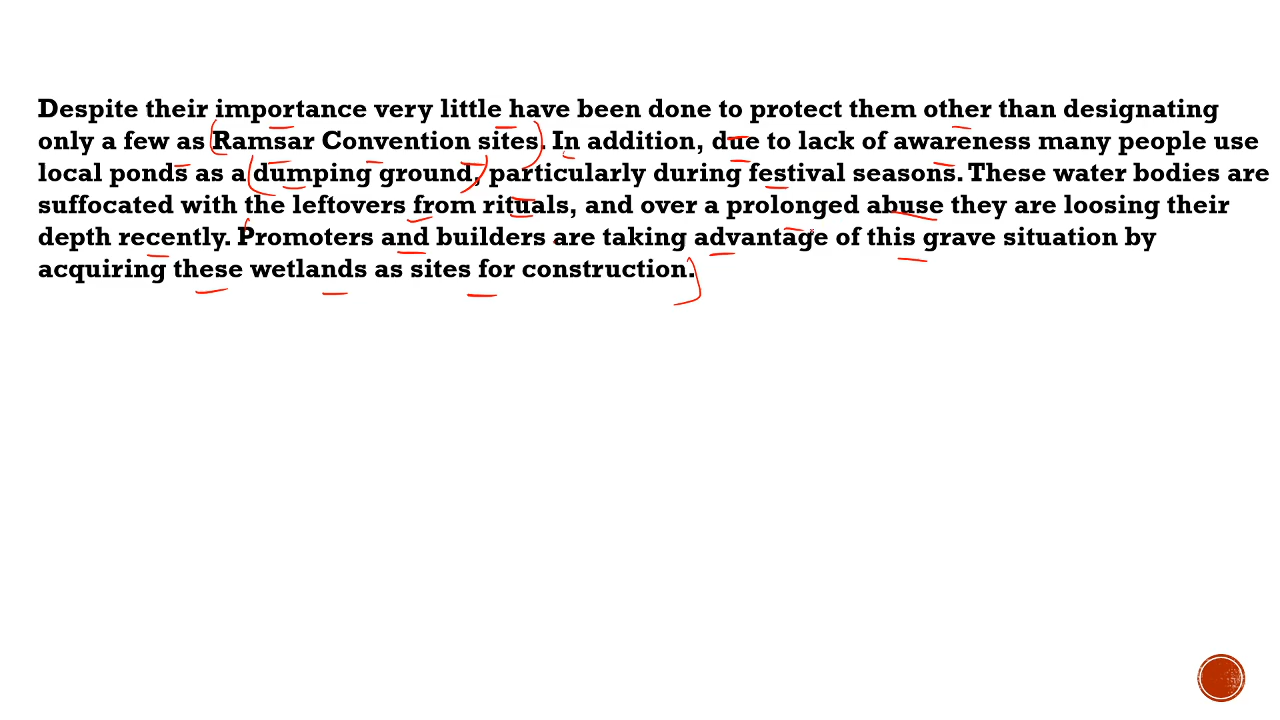 Despite their importance very little have been done to protect them other than designating
only a few as Ramsar Convention sites. In addition, due to lack of awareness many people use
local ponds as a dumping ground, particularly during festival seasons. These water bodies are
suffocated with the leftovers from rituals, and over a prolonged abuse they are loosing their
depth recently. Promoters and builders are taking advantage of this grave situation by
acquiring these wetlands as sites for construction.